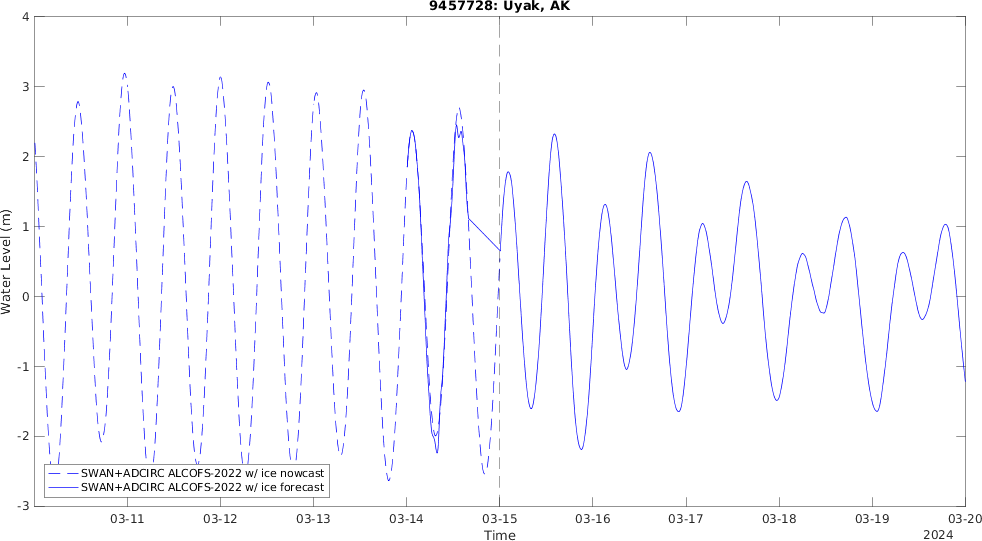 9457728: Uyak, AK
Water Level (m)
4
3
2
1
0
-1
-2
-3
SWAN+ADCIRC ALCOFS-2022 w/ ice nowcast
SWAN+ADCIRC ALCOFS-2022 w/ ice forecast
03-11 03-12 03-13 03-14 03-15 03-16 03-17 03-18 03-19 03-20
Time
2024